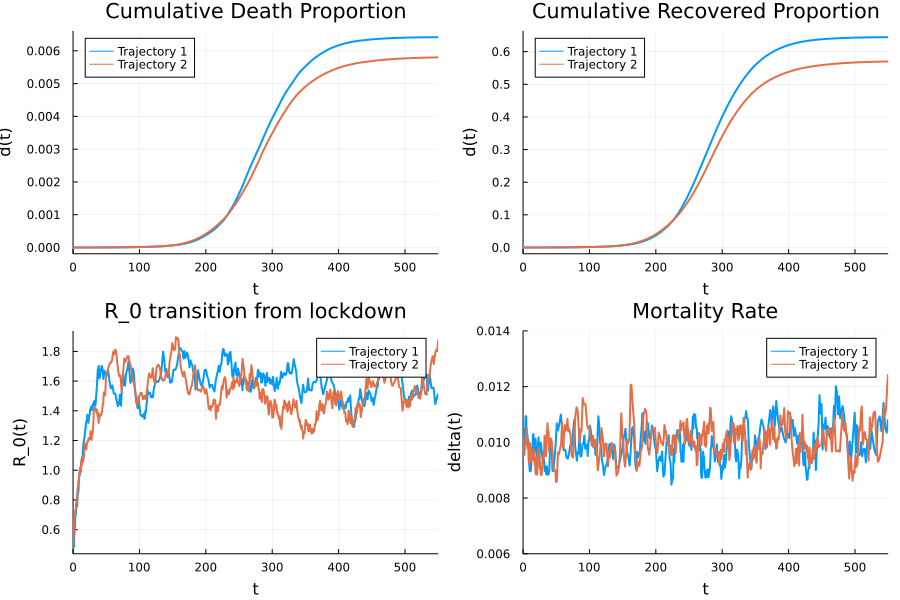 Cumulative Death Proportion
Trajectory 1
Trajectory 2
d(t)
0.006
0.005
0.004
0.003
0.002
0.001
0.000
0 100 200 300 400 500
t
Cumulative Recovered Proportion
Trajectory 1
Trajectory 2
d(t)
0.6
0.5
0.4
0.3
0.2
0.1
0.0
0 100 200 300 400 500
t
R_0 transition from lockdown
Trajectory 1
Trajectory 2
R_0(t)
1.8
1.6
1.4
1.2
1.0
0.8
0.6
0 100 200 300 400 500
t
Mortality Rate
Trajectory 1
Trajectory 2
delta(t)
0.014
0.012
0.010
0.008
0.006
0 100 200 300 400 500
t